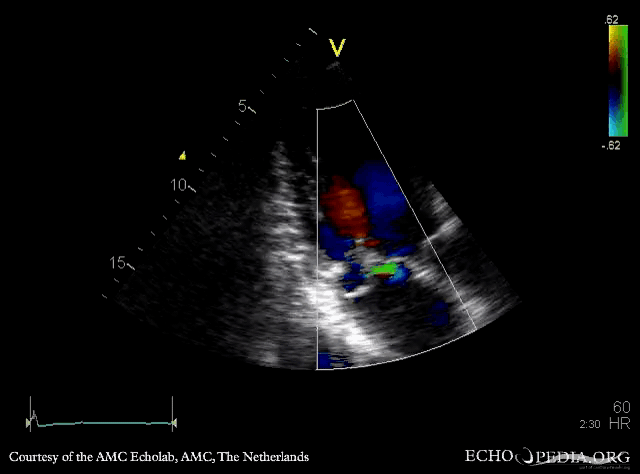 .62
V
5
10
-.62
15
60
2:30 HR
Courtesy of the AMC Echolab, AMC, The Netherlands
ECHOPEDIA.ORG